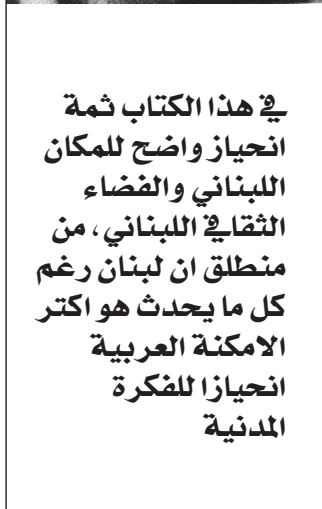 في هذا الكتاب ثمة
انحياز واضح للمكان
اللبناني والفضاء
الثقافي اللبناني، من
منطلق ان لبنان رغم
كل ما يحدث هو اكتر
الامكنة العربية
انحيازا للفكرة
المدنية